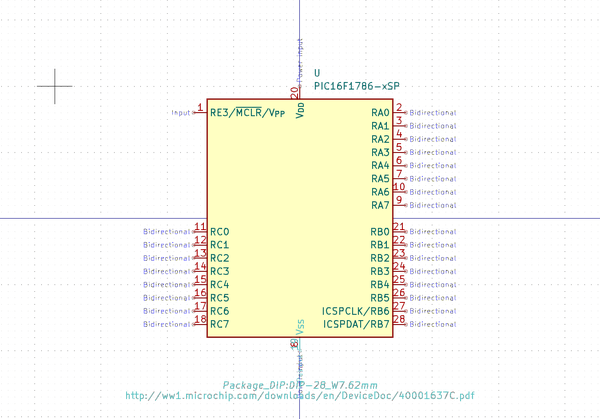 Power input
U
PIC16F1786-xSP
20
VDD
Input 1 RE3/MCLR/VPP RA0 2 Bidirectional
RA1 3 Bidirectional
RA2 4 Bidirectional
RA3 5 Bidirectional
RA4 6 Bidirectional
RA5 7 Bidirectional
RA6 10 Bidirectional
RA7 9 Bidirectional
Bidirectional 11 RC0 RB0 21 Bidirectional
Bidirectional 12 RC1 RB1 22 Bidirectional
Bidirectional 13 RC2 RB2 23 Bidirectional
Bidirectional 14 RC3 RB3 24 Bidirectional
Bidirectional 15 RC4 RB4 25 Bidirectional
Bidirectional 16 RC5 RB5 26 Bidirectional
Bidirectional 17 RC6 ICSPCLK/RB6 27 Bidirectional
Bidirectional 18 RC7 ICSPDAT/RB7 28 Bidirectional
VSS
Package_DIP:DIP-28_W7.62mm
http://ww1.microchip.com/downloads/en/DeviceDoc/40001637C.pdf